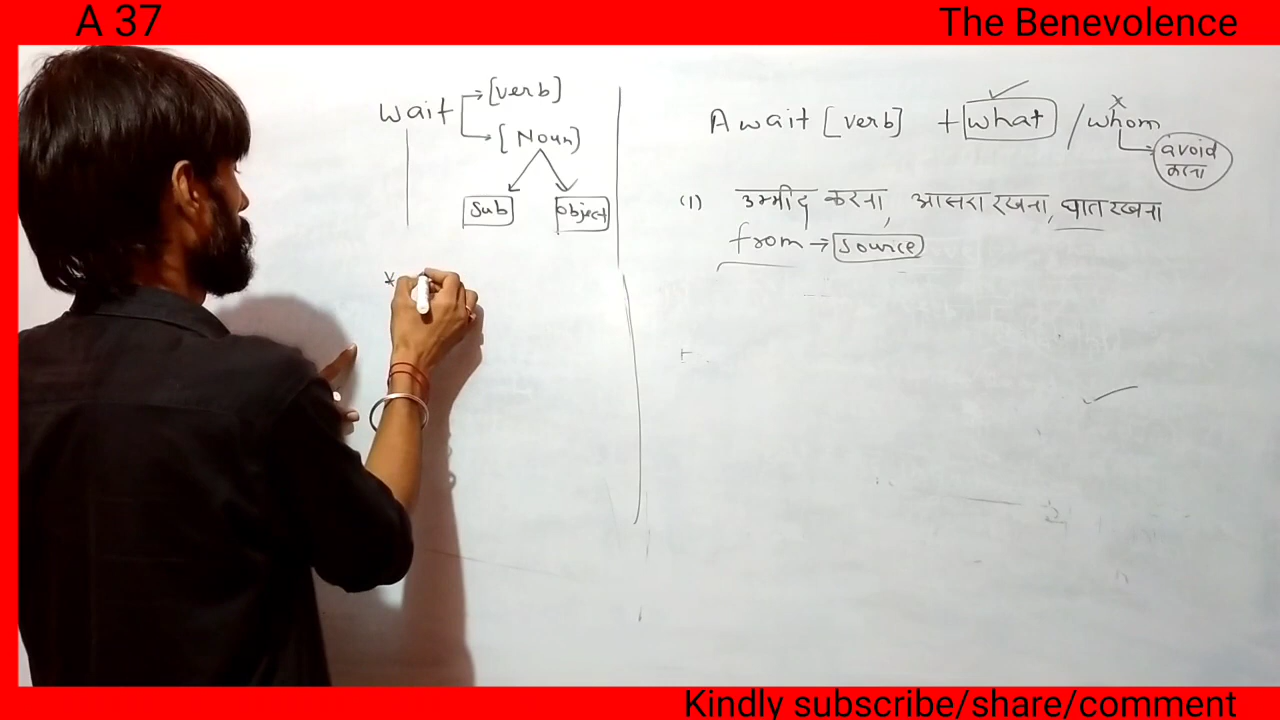 A 37
The Benevolence
wait [verb]
[Noun]
Sub object
Await [verb] + what / whom
avoid
करना
(1) उम्मीद करना, आसरा रखना, घात रखना
from → source
Kindly subscribe/share/comment